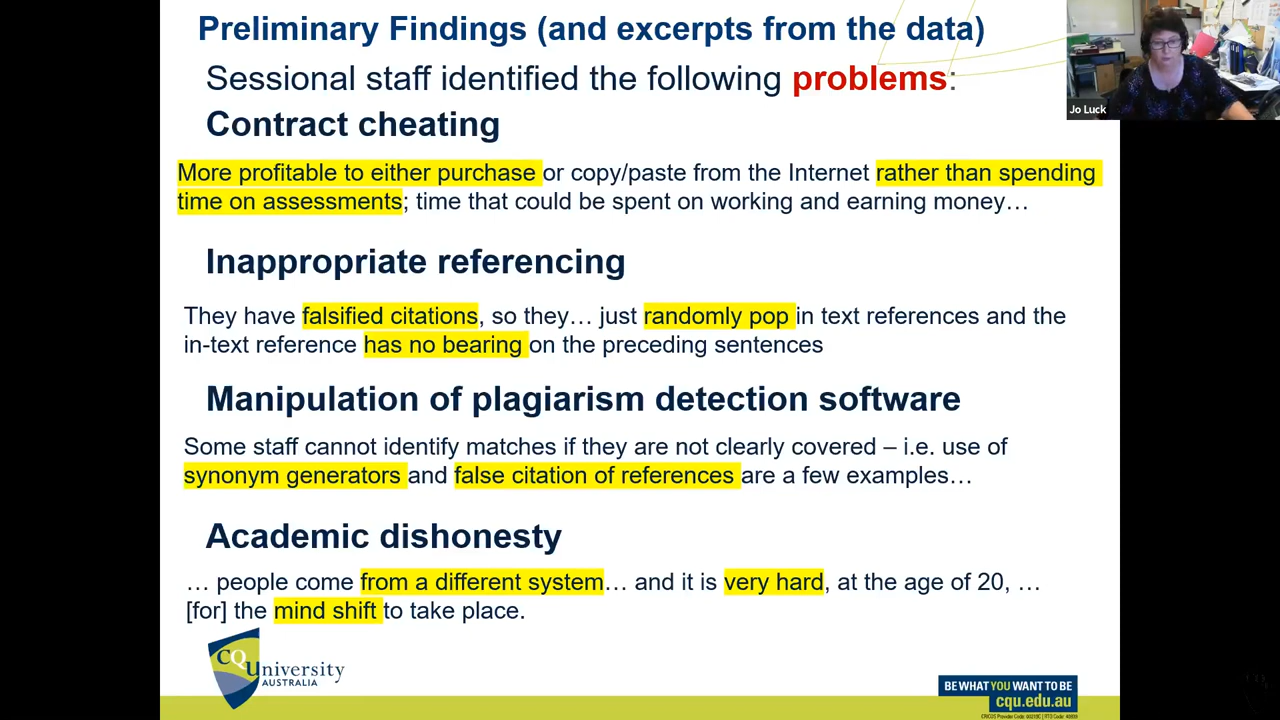 Preliminary Findings (and excerpts from the data)
Jo Luck
Sessional staff identified the following problems:
Contract cheating
More profitable to either purchase or copy/paste from the Internet rather than spending
time on assessments; time that could be spent on working and earning money…
Inappropriate referencing
They have falsified citations, so they… just randomly pop in text references and the
in-text reference has no bearing on the preceding sentences
Manipulation of plagiarism detection software
Some staff cannot identify matches if they are not clearly covered – i.e. use of
synonym generators and false citation of references are a few examples…
Academic dishonesty
… people come from a different system… and it is very hard, at the age of 20, …
[for] the mind shift to take place.
CQUniversity
AUSTRALIA
BE WHAT YOU WANT TO BE
cqu.edu.au